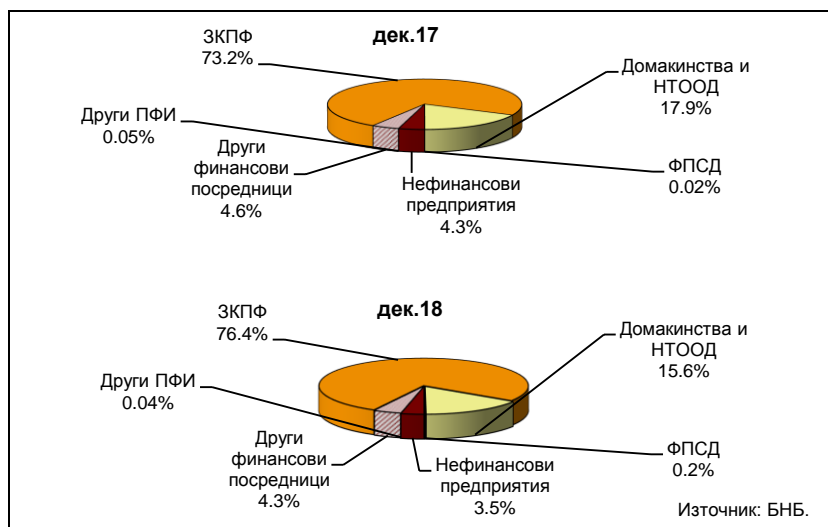 дек.17
ЗКПФ
73.2%
Домакинства и
НТООД
17.9%
Други ПФИ
0.05%
Други
финансови
посредници
4.6%
Нефинансови
предприятия
4.3%
ФПСД
0.02%
дек.18
ЗКПФ
76.4%
Домакинства и
НТООД
15.6%
Други ПФИ
0.04%
Други
финансови
посредници
4.3%
Нефинансови
предприятия
3.5%
ФПСД
0.2%
Източник: БНБ.